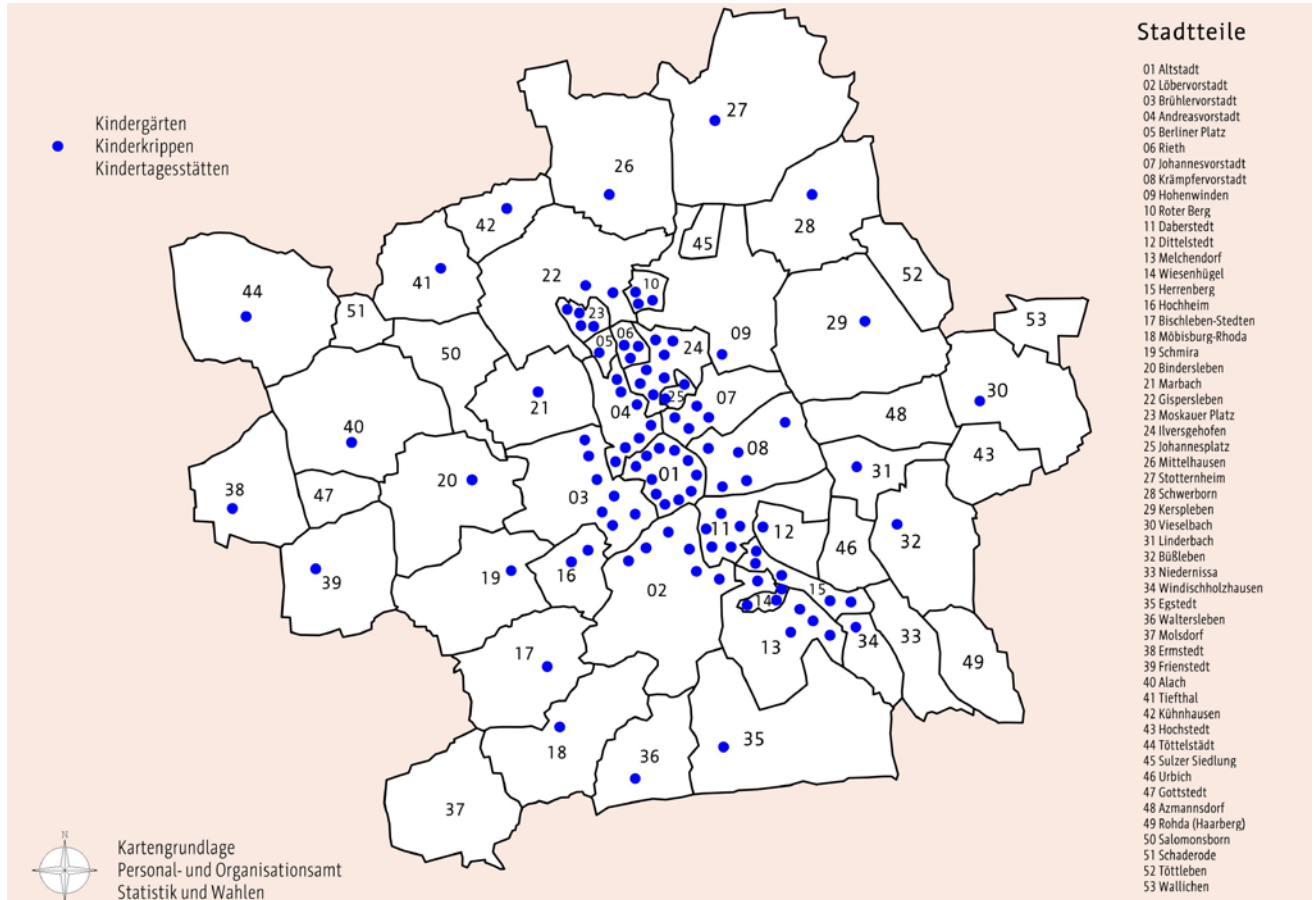 Stadtteile
01 Altstadt
02 Löbervorstadt
03 Brühlervorstadt
04 Andreasvorstadt
05 Berliner Platz
06 Rieth
07 Johannesvorstadt
08 Krämpfervorstadt
09 Hohenwinden
10 Roter Berg
11 Daberstedt
12 Dittelstedt
13 Melchendorf
14 Wiesenhügel
15 Herrenberg
16 Hochheim
17 Bischleben-Stedten
18 Möbisburg-Rhoda
19 Schmira
20 Bindersleben
21 Marbach
22 Gispersleben
23 Moskauer Platz
24 Ilversgehofen
25 Johannesplatz
26 Mittelhausen
27 Stotternheim
28 Schwerborn
29 Kerspleben
30 Vieselbach
31 Linderbach
32 Büßleben
33 Niedernissa
34 Windischholzhausen
35 Egstedt
36 Waltersleben
37 Molsdorf
38 Ermstedt
39 Frienstedt
40 Alach
41 Tiefthal
42 Kühnhausen
43 Hochstedt
44 Töttelstädt
45 Sulzer Siedlung
46 Urbich
47 Gottstedt
48 Azmannsdorf
49 Rohda (Haarberg)
50 Salomonsborn
51 Schaderode
52 Töttleben
53 Wallichen
Kindergärten
Kinderkrippen
Kindertagesstätten
27
26
42
28
45
52
44
41
22
10
51
23
29
53
06
05
24
09
50
30
21
25
07
04
48
40
08
43
01
31
20
38
47
03
11
12
32
46
39
19
16
02
15
14
13
34
33
17
49
18
36
35
37
N
Kartengrundlage
Personal- und Organisationsamt
Statistik und Wahlen